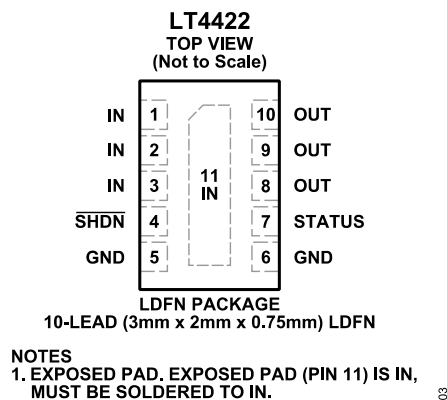 LT4422
TOP VIEW
(Not to Scale)
IN 1 10 OUT
IN 2 9 OUT
IN 3 8 OUT
11
IN
SHDN 4 7 STATUS
GND 5 6 GND
LDFN PACKAGE
10-LEAD (3mm x 2mm x 0.75mm) LDFN
NOTES
1. EXPOSED PAD. EXPOSED PAD (PIN 11) IS IN,
MUST BE SOLDERED TO IN.
03